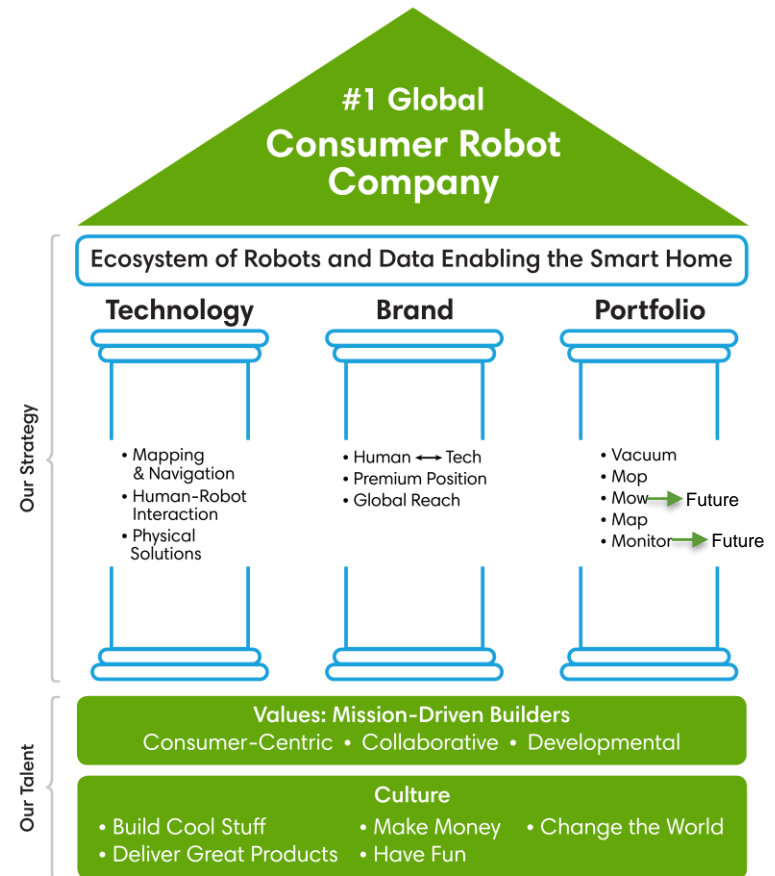 #1 Global
Consumer Robot
Company
Ecosystem of Robots and Data Enabling the Smart Home
Our Strategy
Technology
• Mapping
& Navigation
• Human-Robot
Interaction
• Physical
Solutions
Brand
• Human ↔ Tech
• Premium Position
• Global Reach
Portfolio
• Vacuum
• Mop
• Mow → Future
• Map
• Monitor → Future
Our Talent
Values: Mission-Driven Builders
Consumer-Centric • Collaborative • Developmental
Culture
• Build Cool Stuff • Make Money • Change the World
• Deliver Great Products • Have Fun